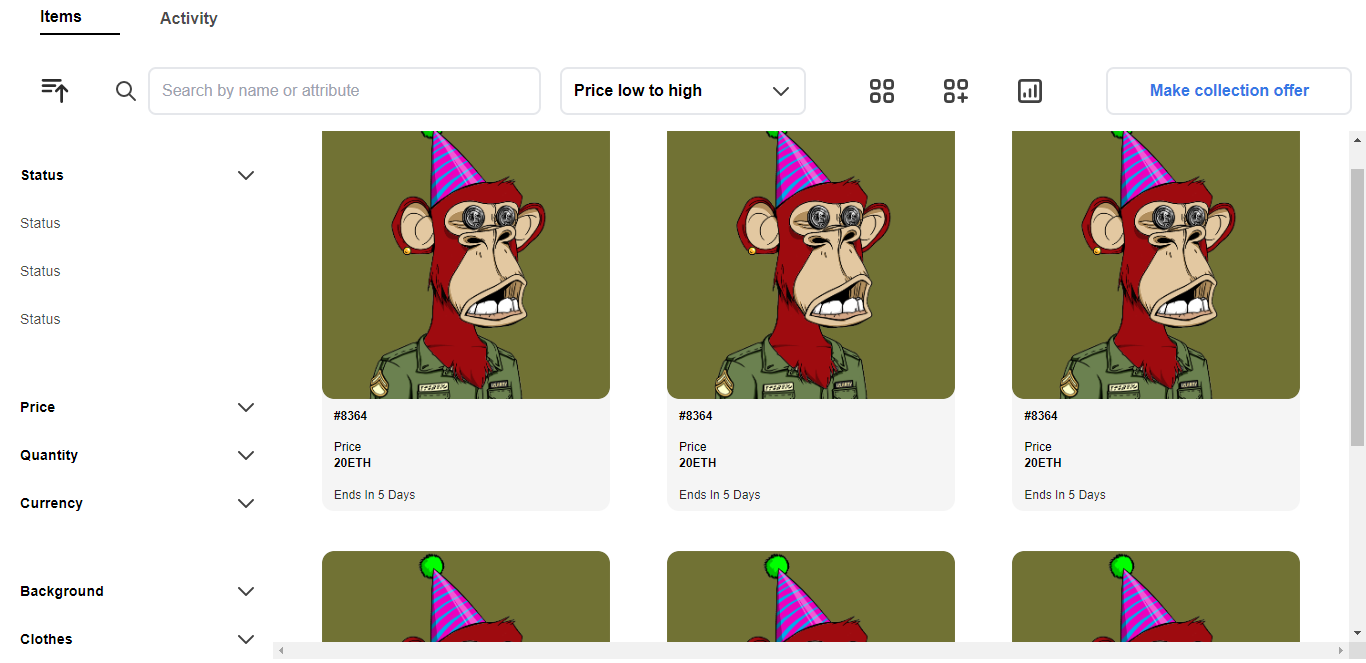 Items
Activity
Search by name or attribute
Price low to high
Make collection offer
Status
Status
Status
Status
Price
Quantity
Currency
Background
Clothes
#8364
Price
20ETH
Ends In 5 Days
#8364
Price
20ETH
Ends In 5 Days
#8364
Price
20ETH
Ends In 5 Days